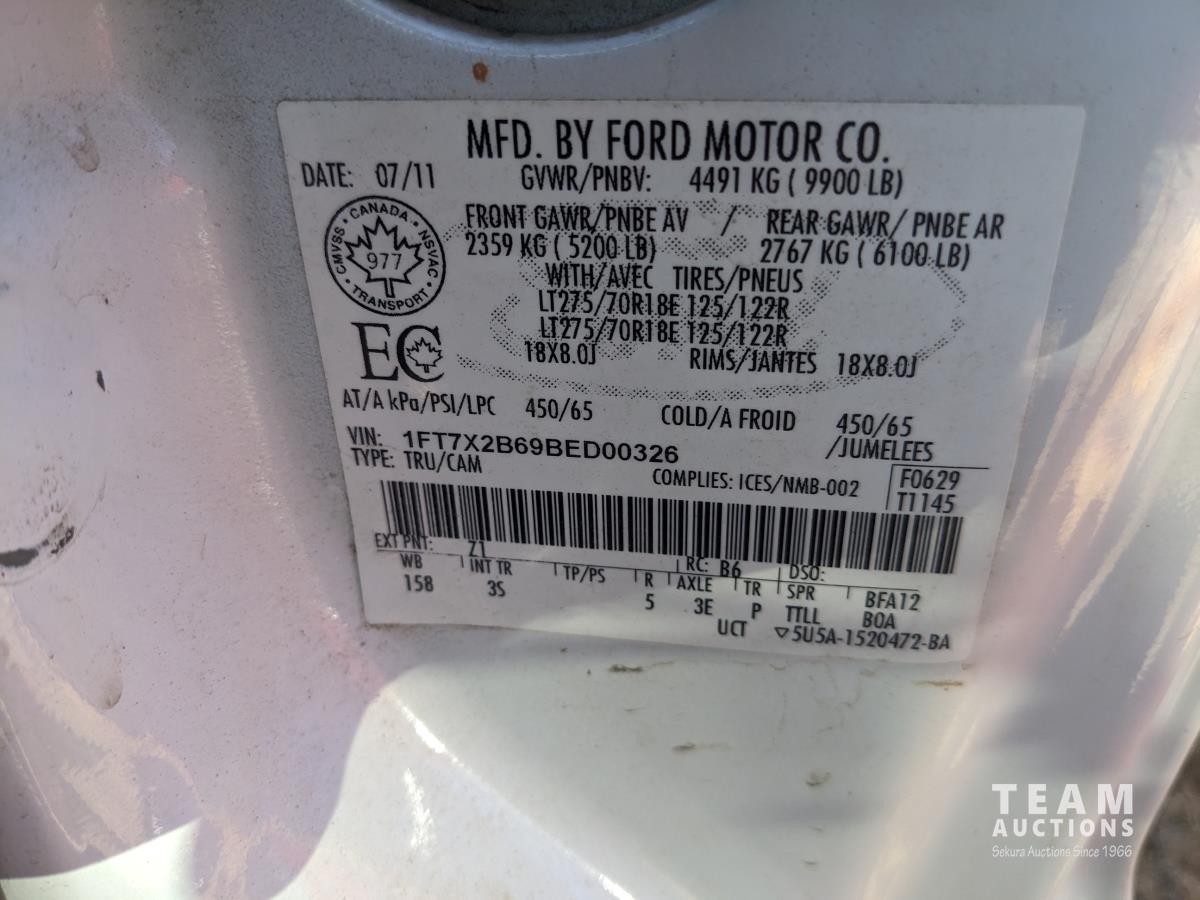 MFD. BY FORD MOTOR CO.
DATE: 07/11 GVWR/PNBV: 4491 KG ( 9900 LB)
FRONT GAWR/PNBE AV / REAR GAWR/ PNBE AR
2359 KG ( 5200 LB) 2767 KG ( 6100 LB)
WITH/AVEC TIRES/PNEUS
LT275/70R18E 125/122R
LT275/70R18E 125/122R
18X8.0J RIMS/JANTES 18X8.0J
CMVSS · CANADA · NSVAC · TRANSPORT ·
977
EC
AT/A kPa/PSI/LPC 450/65 COLD/A FROID 450/65
VIN: 1FT7X2B69BED00326 /JUMELEES
TYPE: TRU/CAM COMPLIES: ICES/NMB-002 F0629
T1145
EXT PNT: Z1 RC: B6 DSO:
WB INT TR TP/PS R AXLE TR SPR BFA12
158 3S 5 3E P TTLL B0A
UCT ▽5U5A-1520472-BA
TEAM
AUCTIONS
Sekura Auctions Since 1966